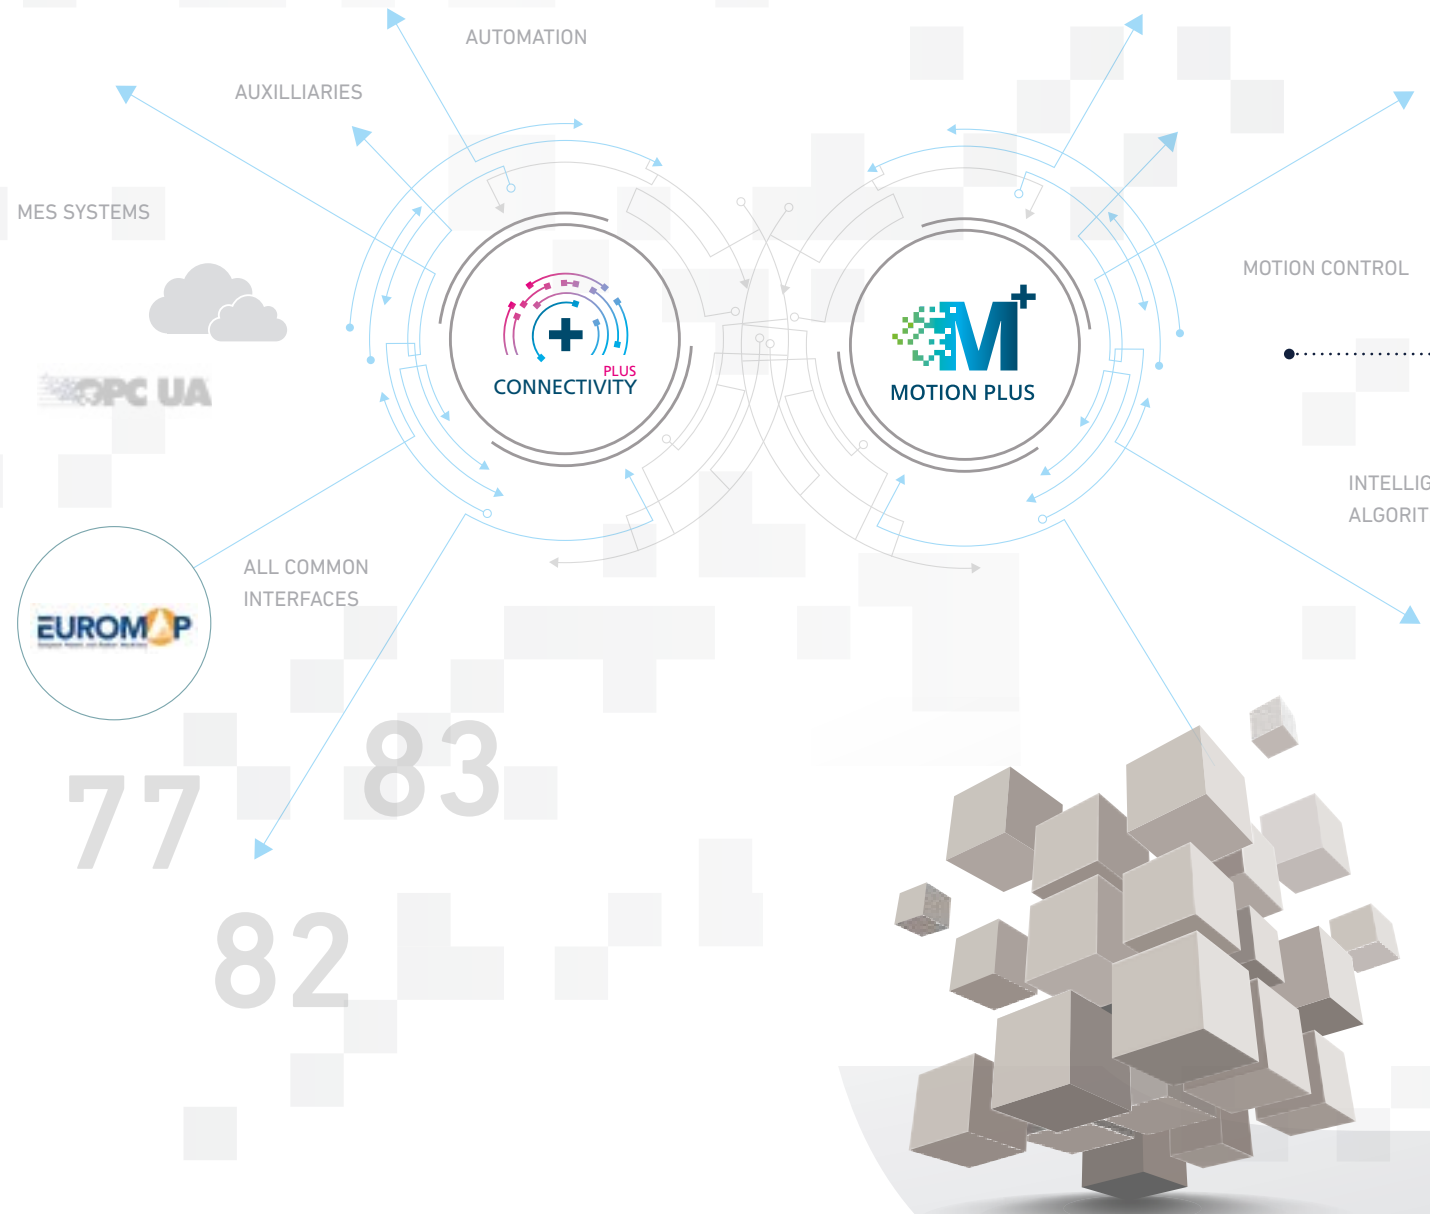 AUTOMATION
AUXILLIARIES
MES SYSTEMS
MOTION CONTROL
PLUS
CONNECTIVITY
M+
MOTION PLUS
OPC UA
INTELLIG
ALGORIT
ALL COMMON
INTERFACES
EUROMAP
83
77
82